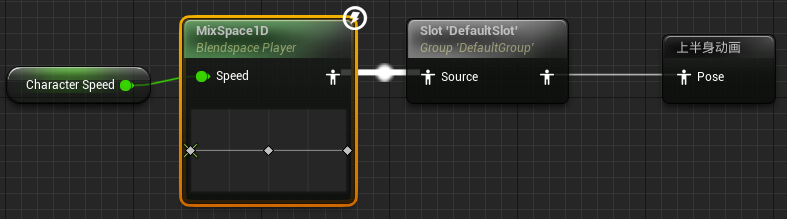 Character Speed
MixSpace1D
Blendspace Player
Speed
Slot 'DefaultSlot'
Group 'DefaultGroup'
Source
上半身动画
Pose